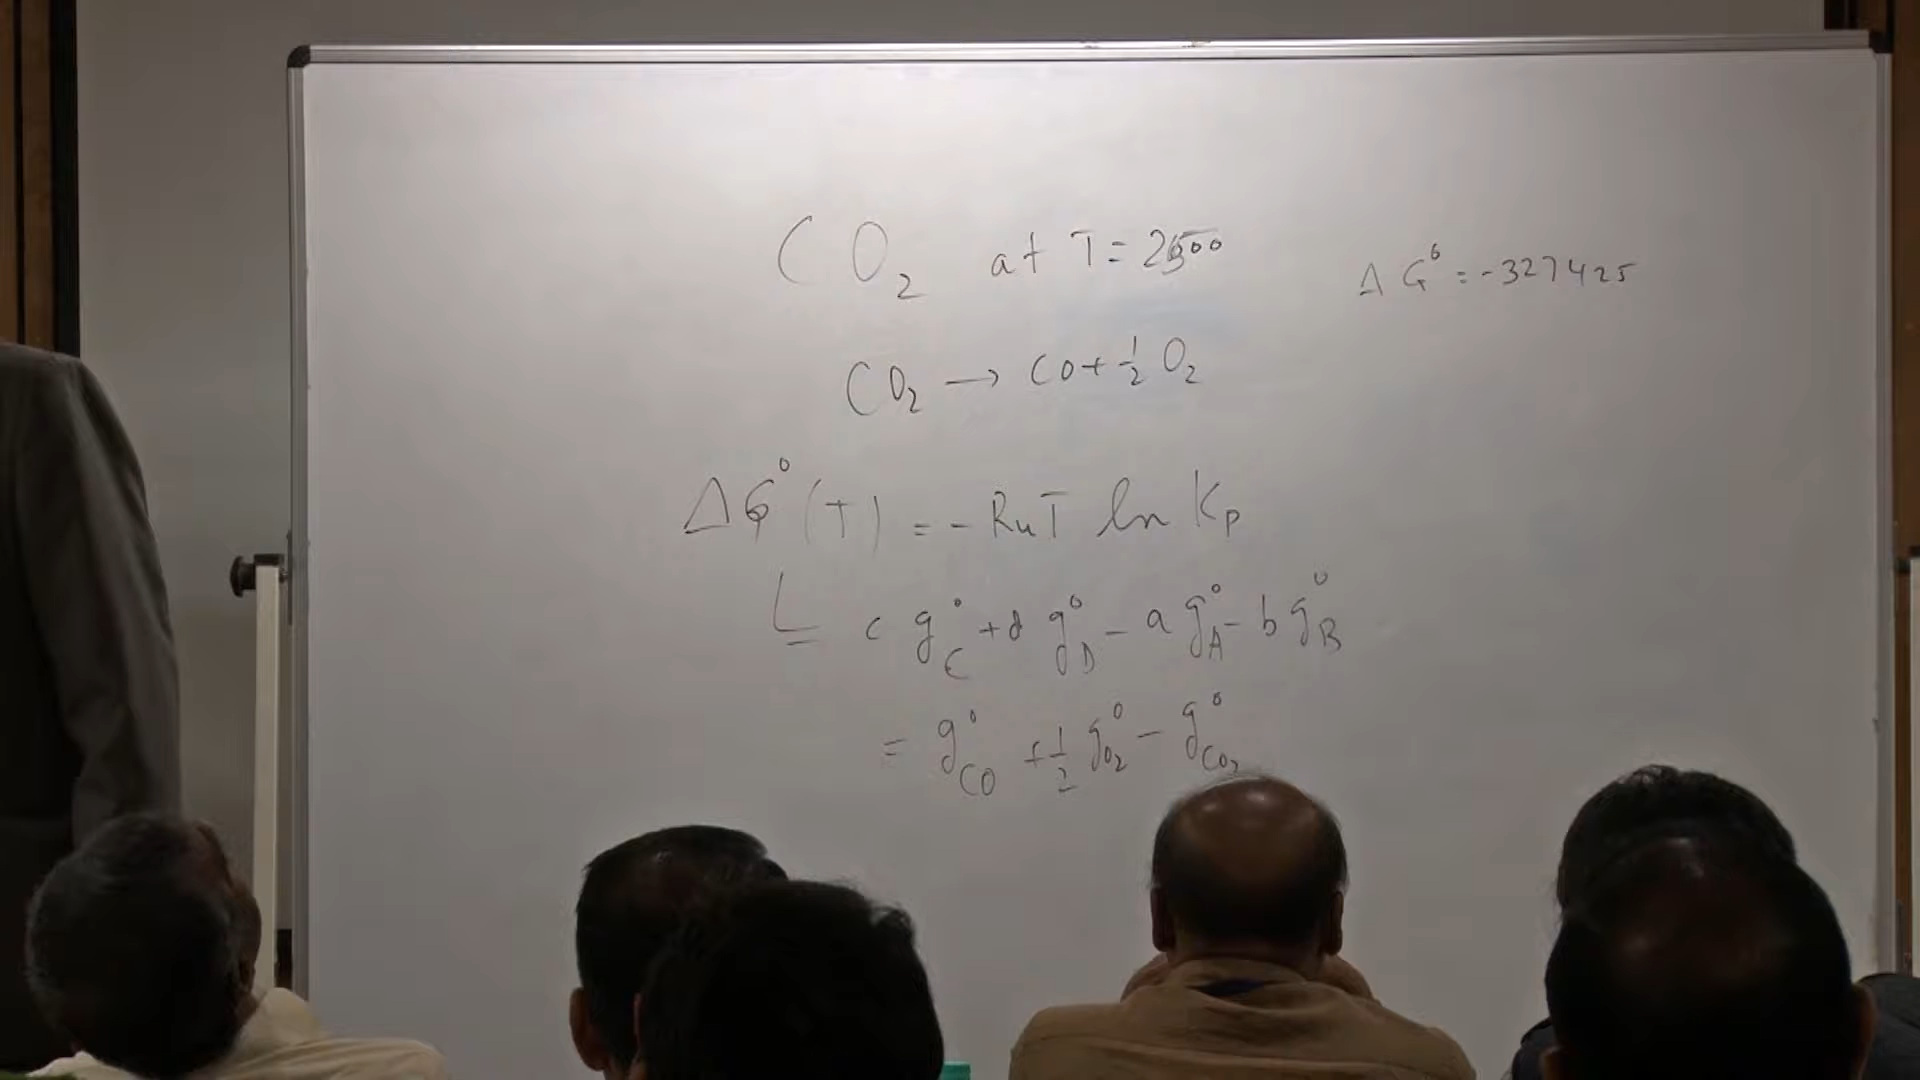 CO₂ at T = 2500
ΔG° = -327425
CO₂ → CO + ½ O₂
ΔG° (T) = - RuT ln Kp
c g°C + d g°D - a g°A - b g°B
= g°CO + ½ g°O₂ - g°CO₂